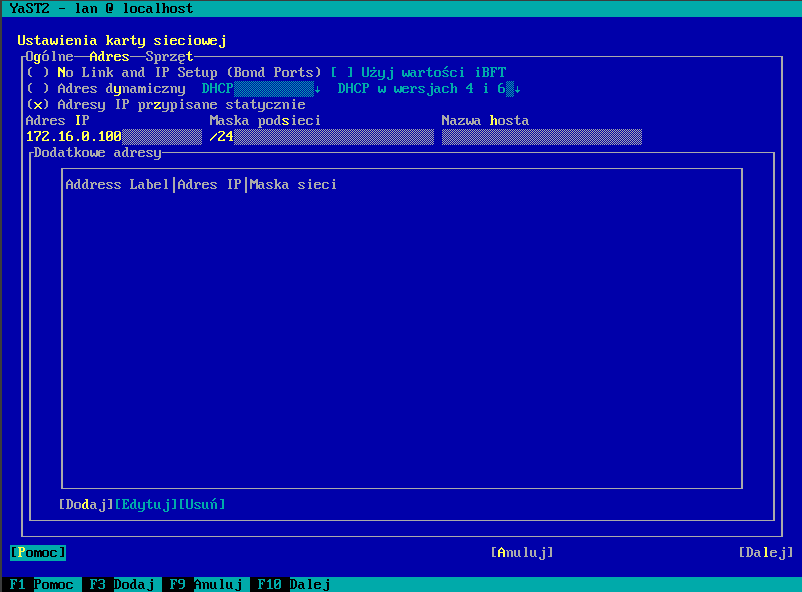 YaST2 - lan @ localhost
Ustawienia karty sieciowej
Ogólne Adres Sprzęt
( ) No Link and IP Setup (Bond Ports) [ ] Użyj wartości iBFT
( ) Adres dynamiczny DHCP↓ DHCP w wersjach 4 i 6↓
(x) Adresy IP przypisane statycznie
Adres IP Maska podsieci Nazwa hosta
172.16.0.100 /24
Dodatkowe adresy
Address Label|Adres IP|Maska sieci
[Dodaj][Edytuj][Usuń]
[Pomoc] [Anuluj] [Dalej]
F1 Pomoc F3 Dodaj F9 Anuluj F10 Dalej